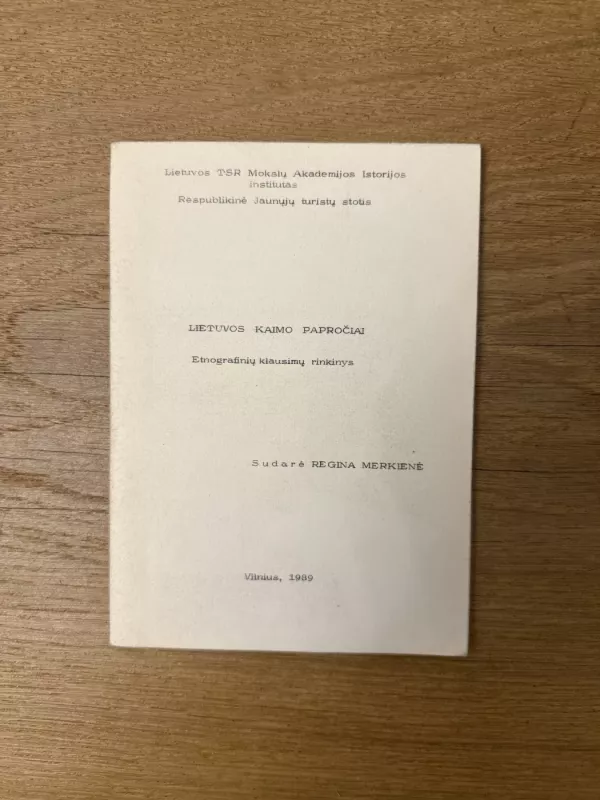 Lietuvos TSR Mokslų Akademijos Istorijos
institutas
Respublikinė Jaunųjų turistų stotis
LIETUVOS KAIMO PAPROČIAI
Etnografinių klausimų rinkinys
Sudarė REGINA MERKIENĖ
Vilnius, 1989